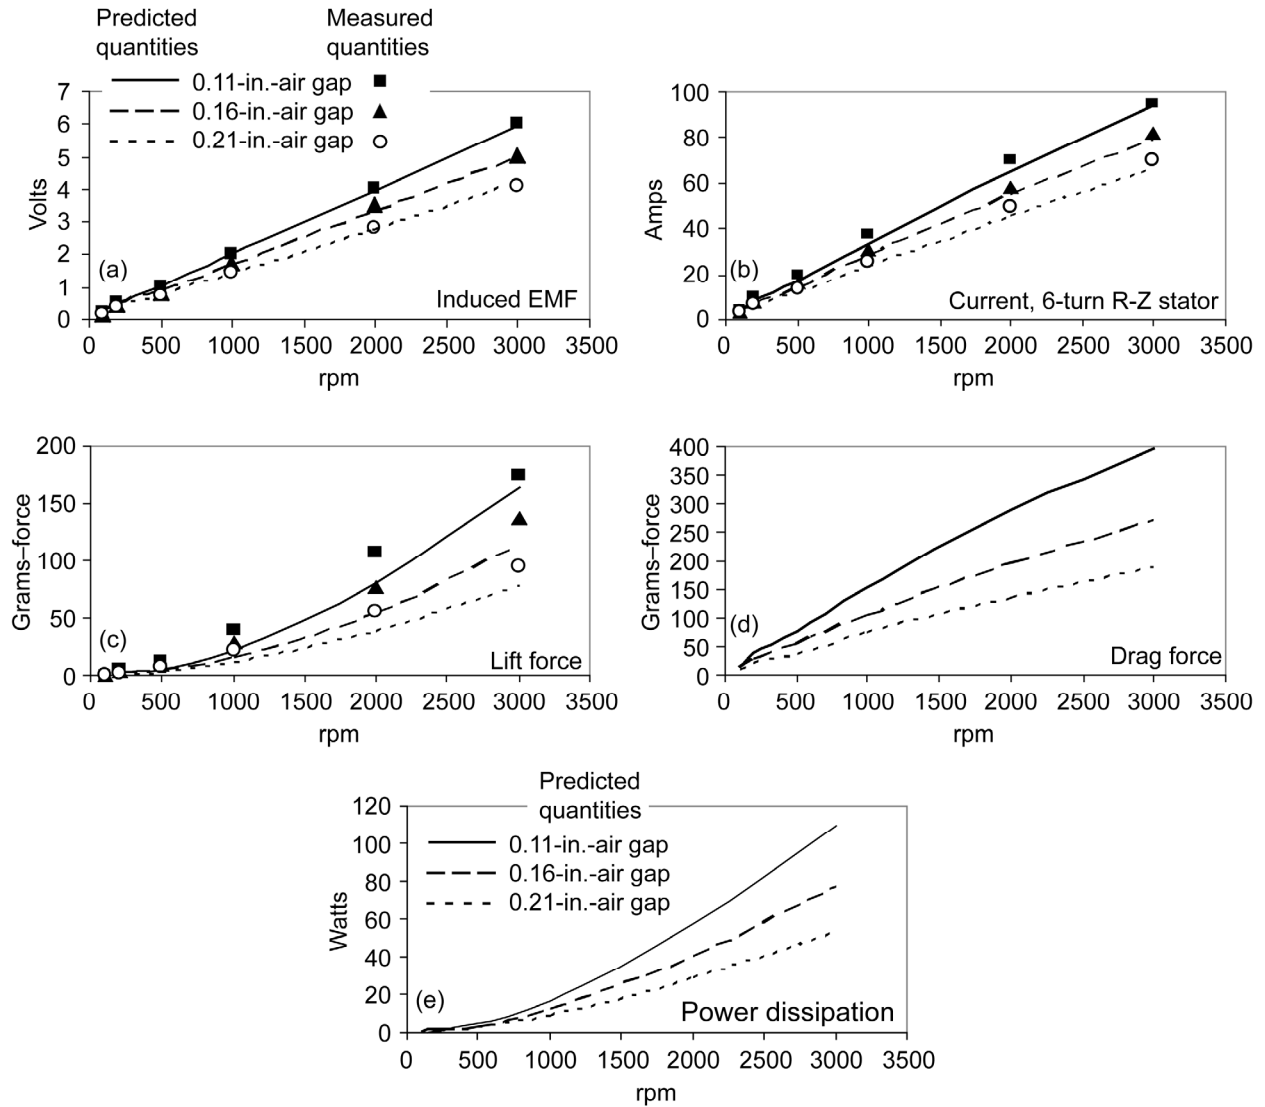 Predicted quantities
Measured quantities
0.11-in.-air gap
0.16-in.-air gap
0.21-in.-air gap
7
6
5
4
3
2
1
0
Volts
(a)
Induced EMF
0 500 1000 1500 2000 2500 3000 3500
rpm
100
80
60
40
20
0
Amps
(b)
Current, 6-turn R-Z stator
0 500 1000 1500 2000 2500 3000 3500
rpm
200
150
100
50
0
Grams–force
(c)
Lift force
0 500 1000 1500 2000 2500 3000 3500
rpm
400
350
300
250
200
150
100
50
0
Grams–force
(d)
Drag force
0 500 1000 1500 2000 2500 3000 3500
rpm
Predicted
quantities
0.11-in.-air gap
0.16-in.-air gap
0.21-in.-air gap
120
100
80
60
40
20
0
Watts
(e)
Power dissipation
0 500 1000 1500 2000 2500 3000 3500
rpm